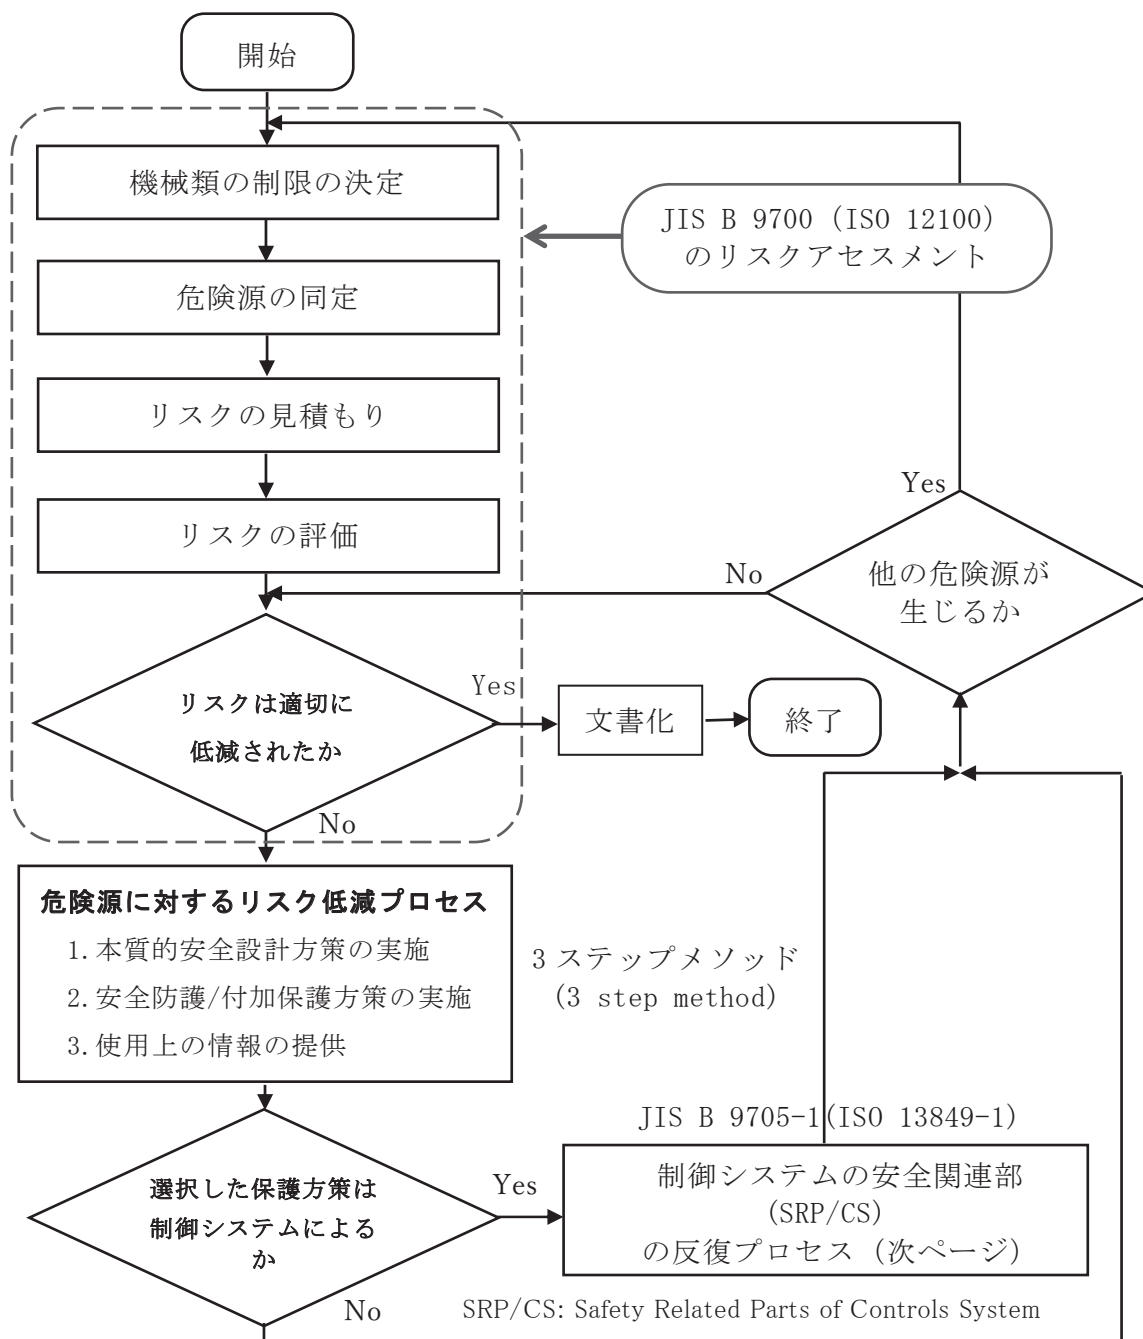 開始
機械類の制限の決定
JIS B 9700 (ISO 12100)
のリスクアセスメント
危険源の同定
リスクの見積もり
リスクの評価
Yes
No
他の危険源が
生じるか
リスクは適切に
低減されたか
Yes
文書化
終了
No
危険源に対するリスク低減プロセス
1.本質的安全設計方策の実施
2.安全防護/付加保護方策の実施
3.使用上の情報の提供
3ステップメソッド
(3 step method)
JIS B 9705-1(ISO 13849-1)
選択した保護方策は
制御システムによる
か
Yes
制御システムの安全関連部
(SRP/CS)
の反復プロセス（次ページ）
No
SRP/CS: Safety Related Parts of Controls System